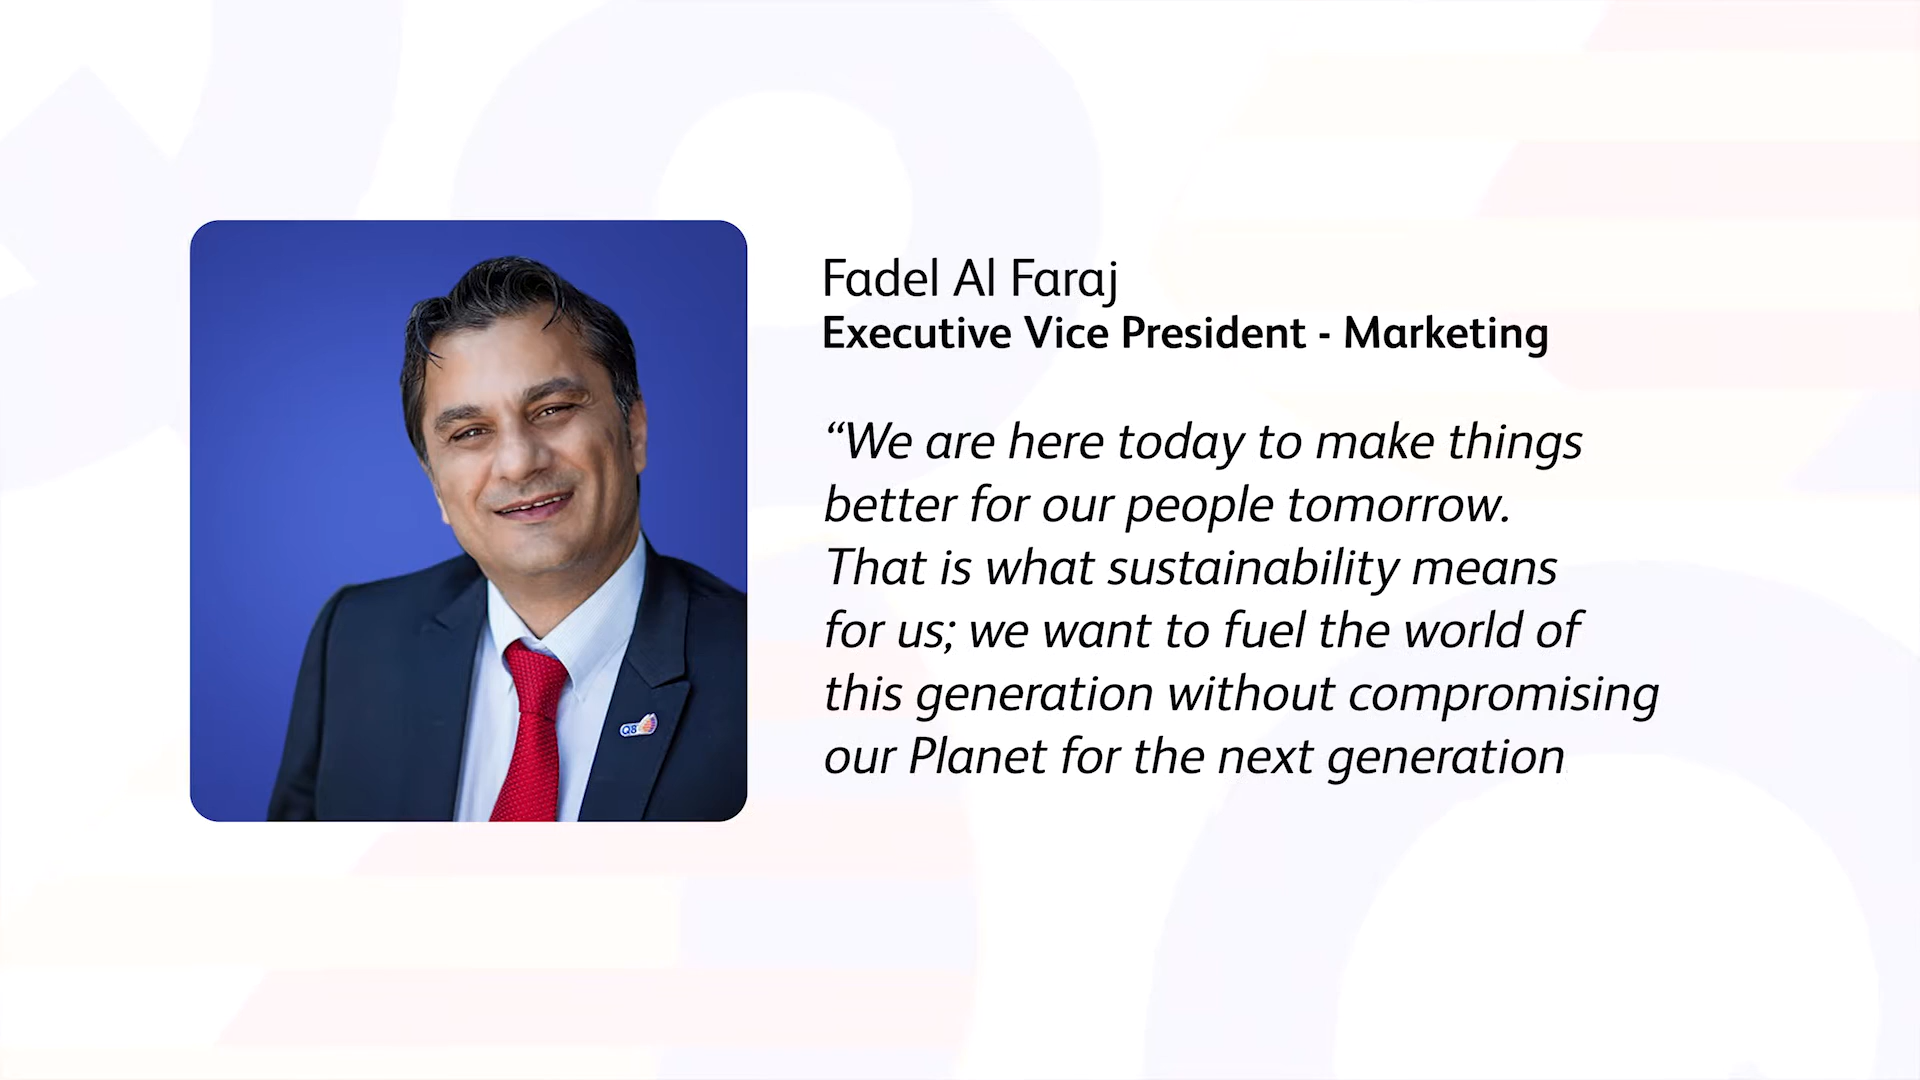 Fadel Al Faraj
Executive Vice President - Marketing
“We are here today to make things
better for our people tomorrow.
That is what sustainability means
for us; we want to fuel the world of
this generation without compromising
our Planet for the next generation
Q8